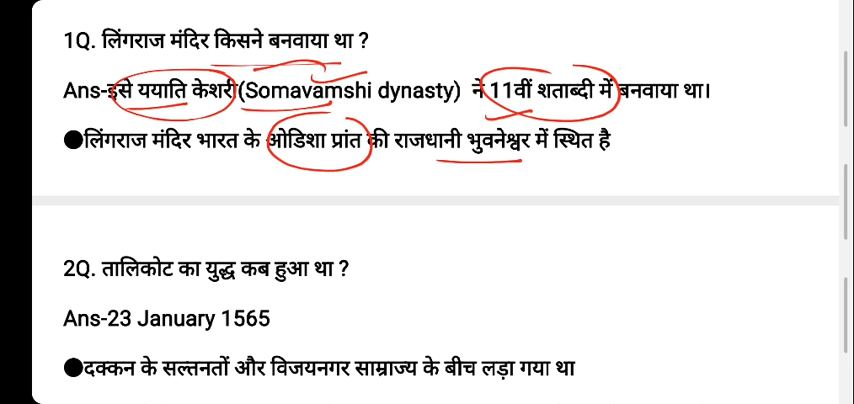 1Q. लिंगराज मंदिर किसने बनवाया था ?
Ans-इसे ययाति केशरी(Somavamshi dynasty) ने 11वीं शताब्दी में बनवाया था।
●लिंगराज मंदिर भारत के ओडिशा प्रांत की राजधानी भुवनेश्वर में स्थित है
2Q. तालिकोट का युद्ध कब हुआ था ?
Ans-23 January 1565
●दक्कन के सल्तनतों और विजयनगर साम्राज्य के बीच लड़ा गया था